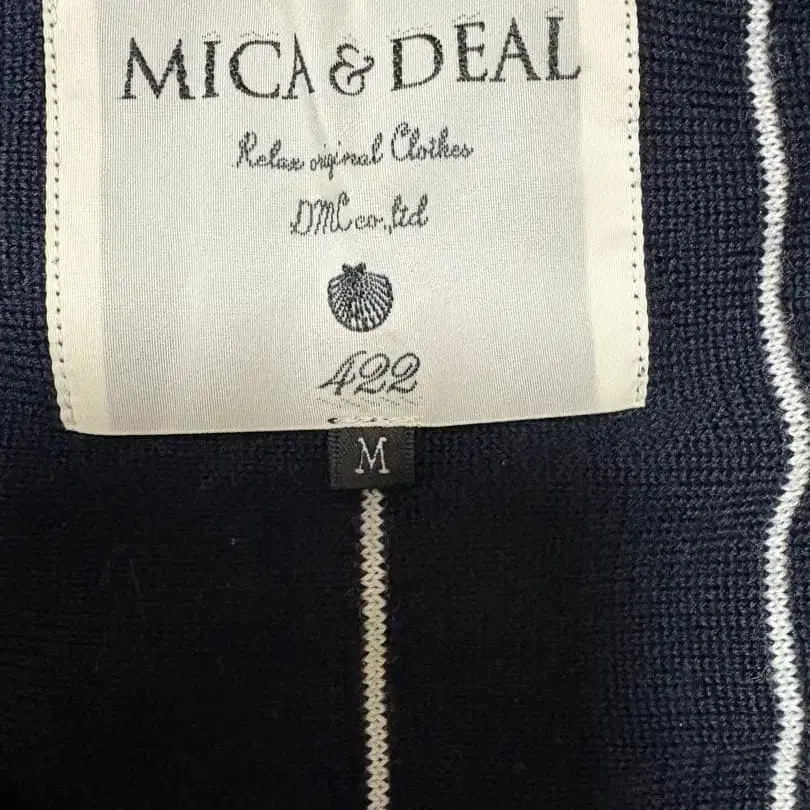 MICA & DEAL
Relax original Clothes
DMC co.,ltd
422
M